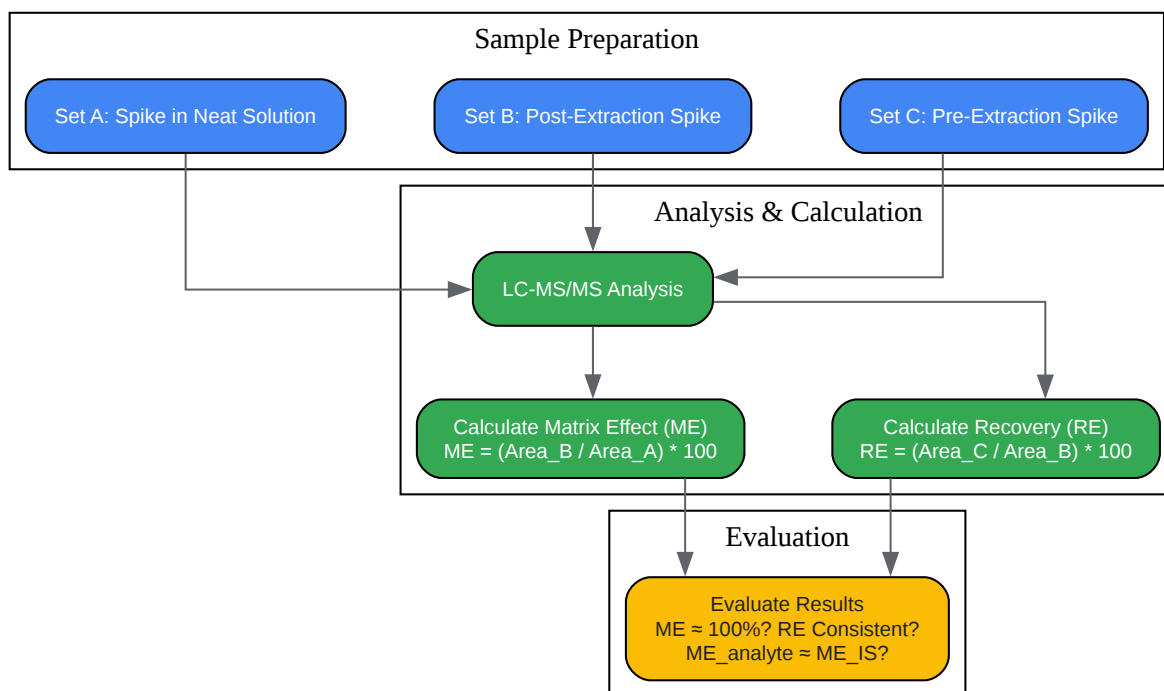 Sample Preparation
Set A: Spike in Neat Solution
Set B: Post-Extraction Spike
Set C: Pre-Extraction Spike
Analysis & Calculation
LC-MS/MS Analysis
Calculate Matrix Effect (ME)
ME = (Area_B / Area_A) * 100
Calculate Recovery (RE)
RE = (Area_C / Area_B) * 100
Evaluation
Evaluate Results
ME ≈ 100%? RE Consistent?
ME_analyte ≈ ME_IS?